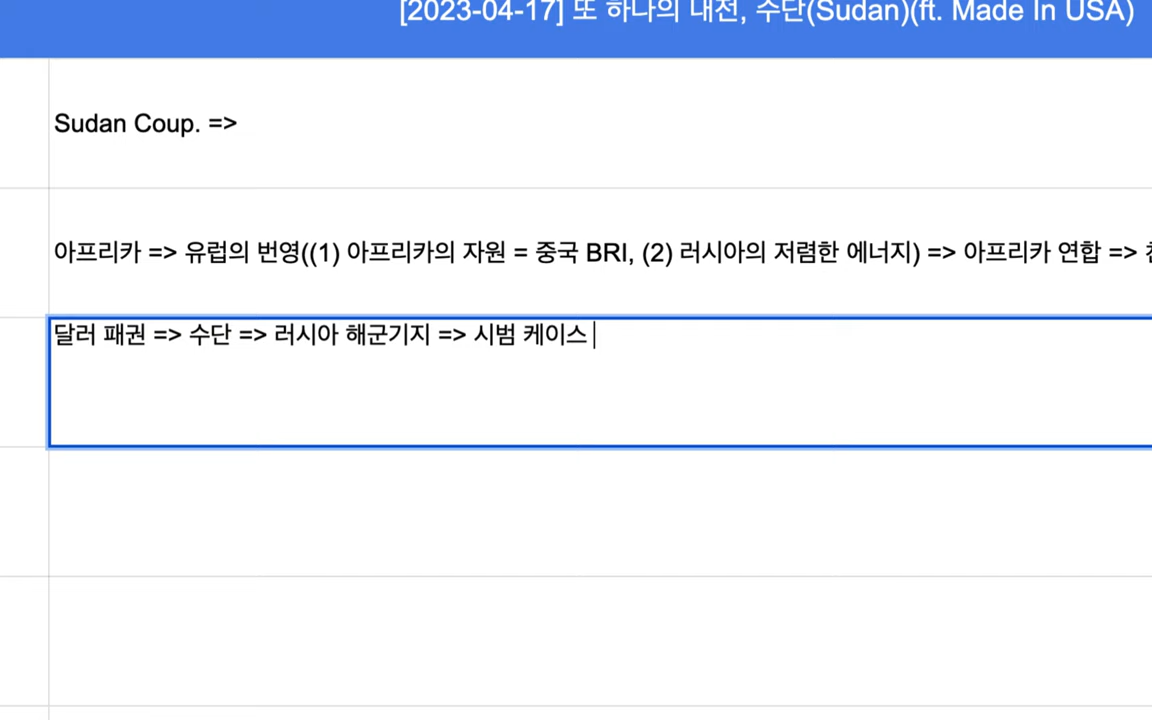 [2023-04-17] 또 하나의 내전, 수단(Sudan)(ft. Made In USA)
Sudan Coup. =>
아프리카 => 유럽의 번영((1) 아프리카의 자원 = 중국 BRI, (2) 러시아의 저렴한 에너지) => 아프리카 연합 =>
달러 패권 => 수단 => 러시아 해군기지 => 시범 케이스